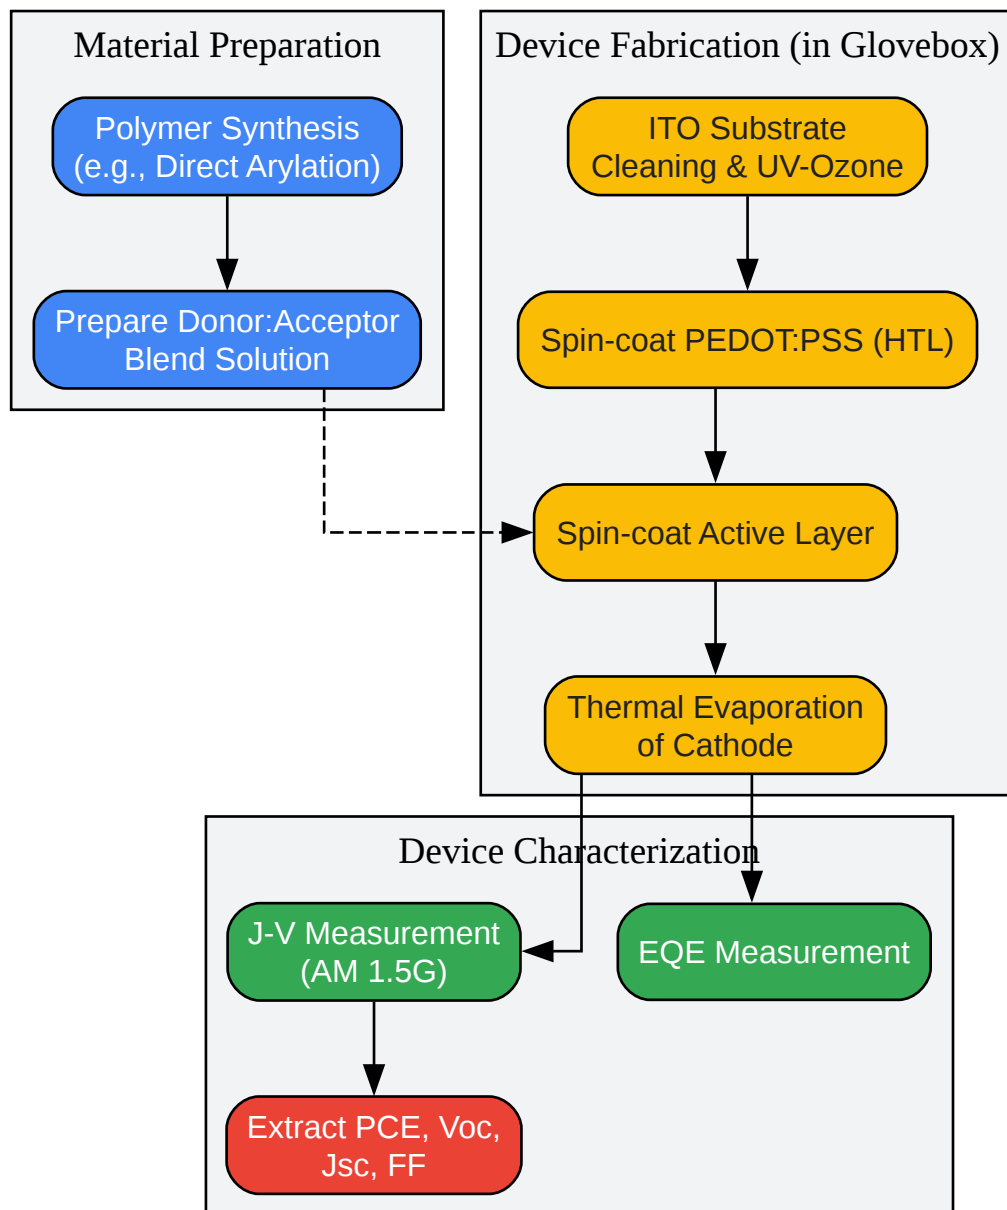 Material Preparation
Polymer Synthesis
(e.g., Direct Arylation)
Prepare Donor:Acceptor
Blend Solution
Device Fabrication (in Glovebox)
ITO Substrate
Cleaning & UV-Ozone
Spin-coat PEDOT:PSS (HTL)
Spin-coat Active Layer
Thermal Evaporation
of Cathode
Device Characterization
J-V Measurement
(AM 1.5G)
EQE Measurement
Extract PCE, Voc,
Jsc, FF